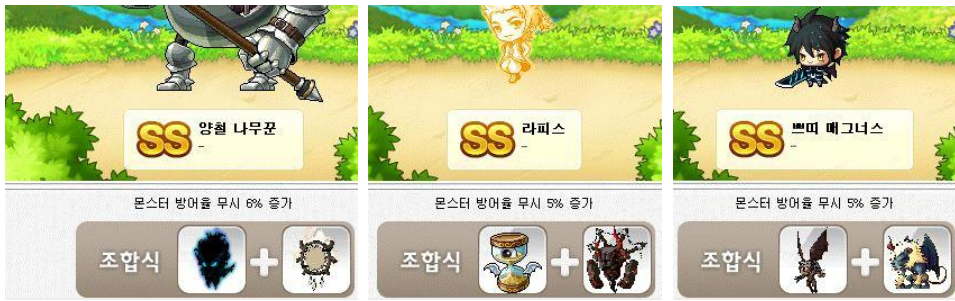 SS 양철 나무꾼
-
몬스터 방어율 무시 6% 증가
조합식 +
SS 라피스
-
몬스터 방어율 무시 5% 증가
조합식 +
SS 쁘띠 매그너스
-
몬스터 방어율 무시 5% 증가
조합식 +